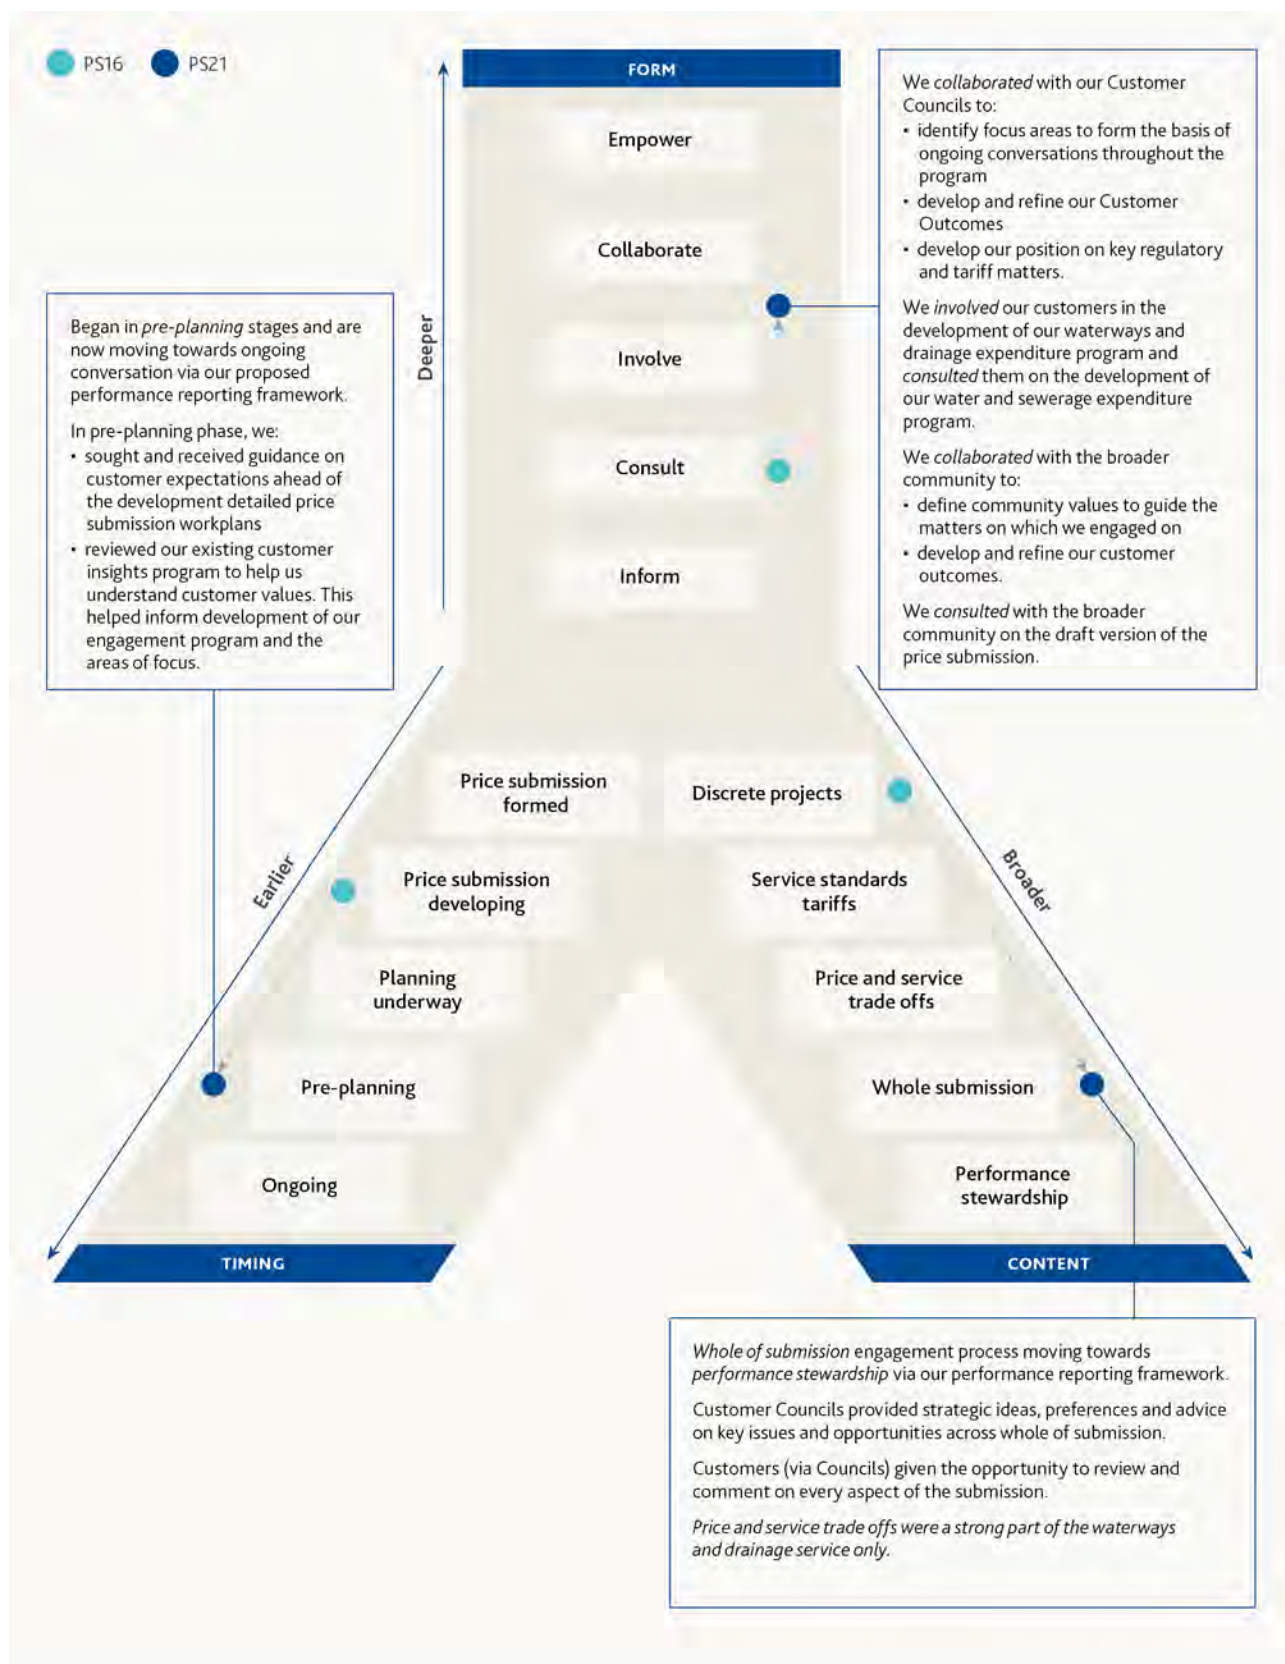 PS16
PS21
FORM
Empower
Collaborate
Involve
Consult
Inform
Deeper
We collaborated with our Customer
Councils to:
• identify focus areas to form the basis of
ongoing conversations throughout the
program
• develop and refine our Customer
Outcomes
• develop our position on key regulatory
and tariff matters.
We involved our customers in the
development of our waterways and
drainage expenditure program and
consulted them on the development of
our water and sewerage expenditure
program.
We collaborated with the broader
community to:
• define community values to guide the
matters on which we engaged on
• develop and refine our customer
outcomes.
We consulted with the broader
community on the draft version of the
price submission.
Began in pre-planning stages and are
now moving towards ongoing
conversation via our proposed
performance reporting framework.
In pre-planning phase, we:
• sought and received guidance on
customer expectations ahead of
the development detailed price
submission workplans
• reviewed our existing customer
insights program to help us
understand customer values. This
helped inform development of our
engagement program and the
areas of focus.
Earlier
Price submission
formed
Price submission
developing
Planning
underway
Pre-planning
Ongoing
TIMING
Broader
Discrete projects
Service standards
tariffs
Price and service
trade offs
Whole submission
Performance
stewardship
CONTENT
Whole of submission engagement process moving towards
performance stewardship via our performance reporting framework.
Customer Councils provided strategic ideas, preferences and advice
on key issues and opportunities across whole of submission.
Customers (via Councils) given the opportunity to review and
comment on every aspect of the submission.
Price and service trade offs were a strong part of the waterways
and drainage service only.